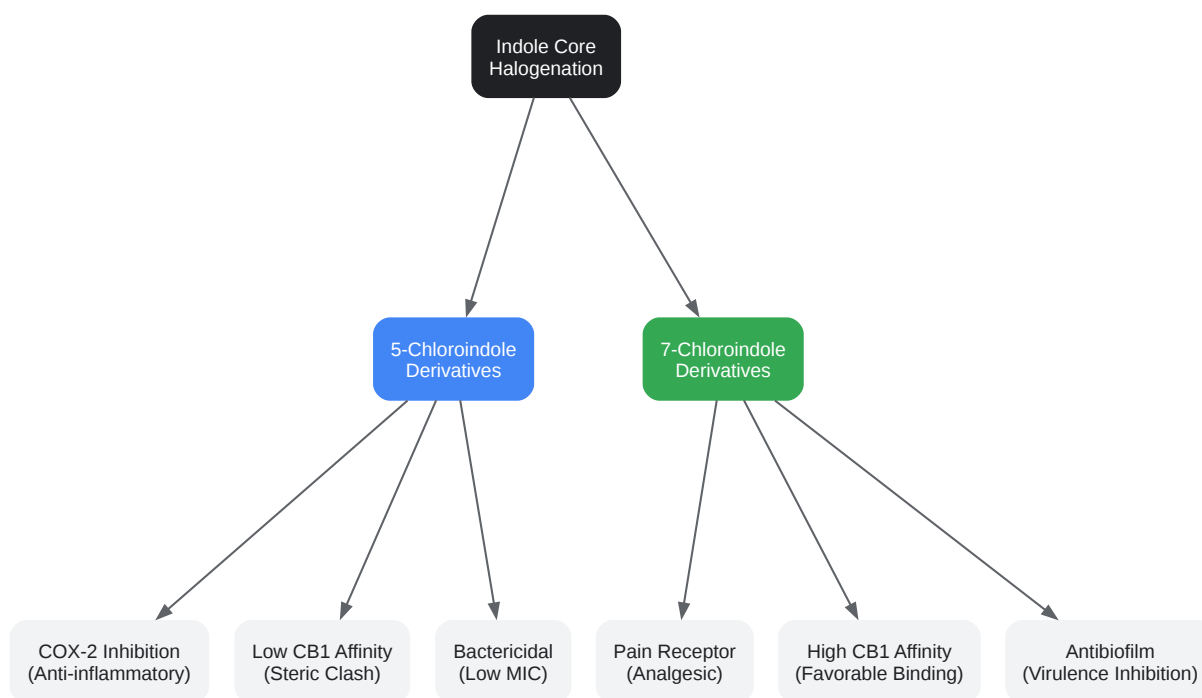 Indole Core
Halogenation
5-Chloroindole
Derivatives
7-Chloroindole
Derivatives
COX-2 Inhibition
(Anti-inflammatory)
Low CB1 Affinity
(Steric Clash)
Bactericidal
(Low MIC)
Pain Receptor
(Analgesic)
High CB1 Affinity
(Favorable Binding)
Antibiofilm
(Virulence Inhibition)